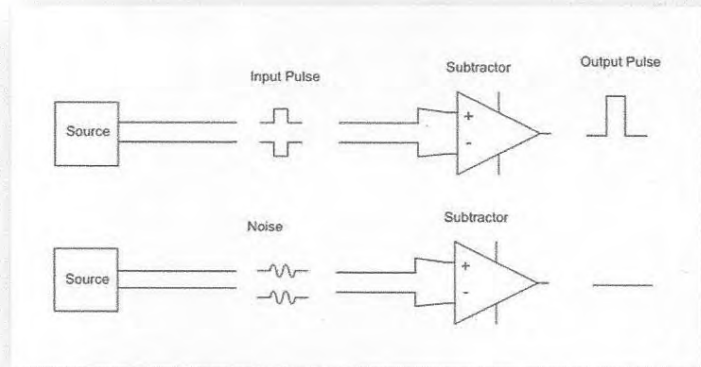 Input Pulse
Subtractor
Output Pulse
Source
+
-
Noise
Subtractor
Source
+
-